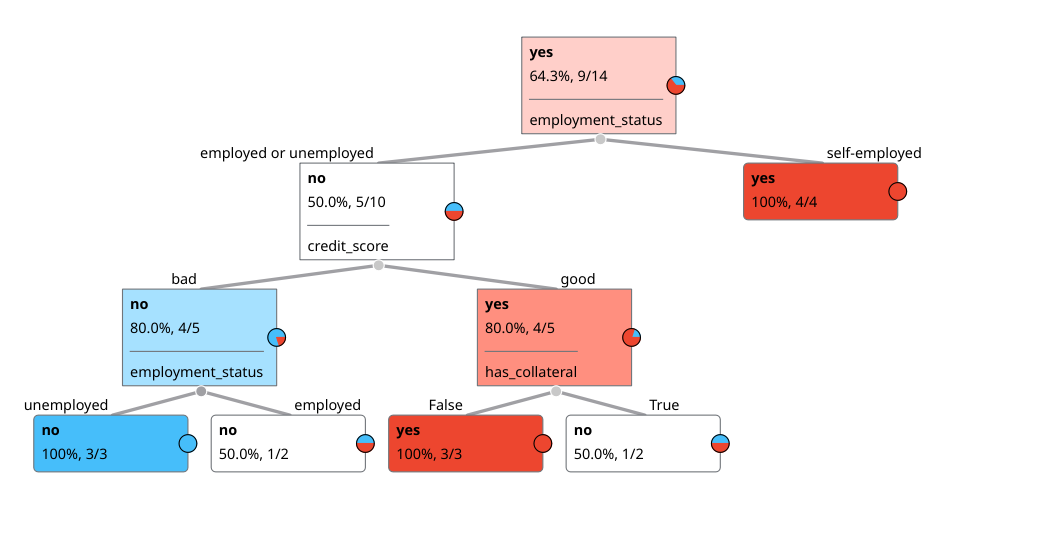 yes
64.3%, 9/14
employment_status
employed or unemployed
self-employed
no
50.0%, 5/10
credit_score
yes
100%, 4/4
bad
good
no
80.0%, 4/5
employment_status
yes
80.0%, 4/5
has_collateral
unemployed
employed
False
True
no
100%, 3/3
no
50.0%, 1/2
yes
100%, 3/3
no
50.0%, 1/2